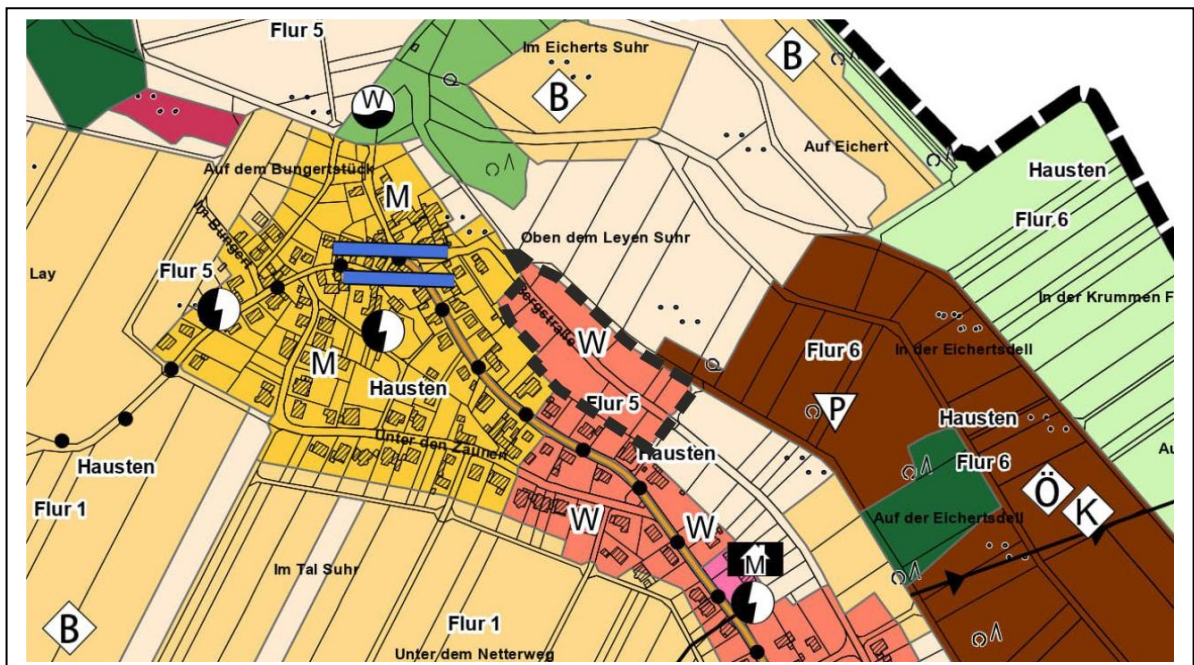 Flur 5
Im Eicherts Suhr
B
B
W
Auf Eichert
Hausten
Auf dem Bungertstück
M
Flur 6
Im Bungert
Oben dem Leyen Suhr
Lay
Flur 5
In der Krummen F
Bergstraße
W
Flur 6
In der Eichertsdell
M
Hausten
Flur 5
P
Hausten
Unter den Zäunen
Hausten
Flur 6
Au
Hausten
Ö
K
Flur 1
W
W
Auf der Eichertsdell
Im Tal Suhr
M
B
Flur 1
Unter dem Netterweg
W